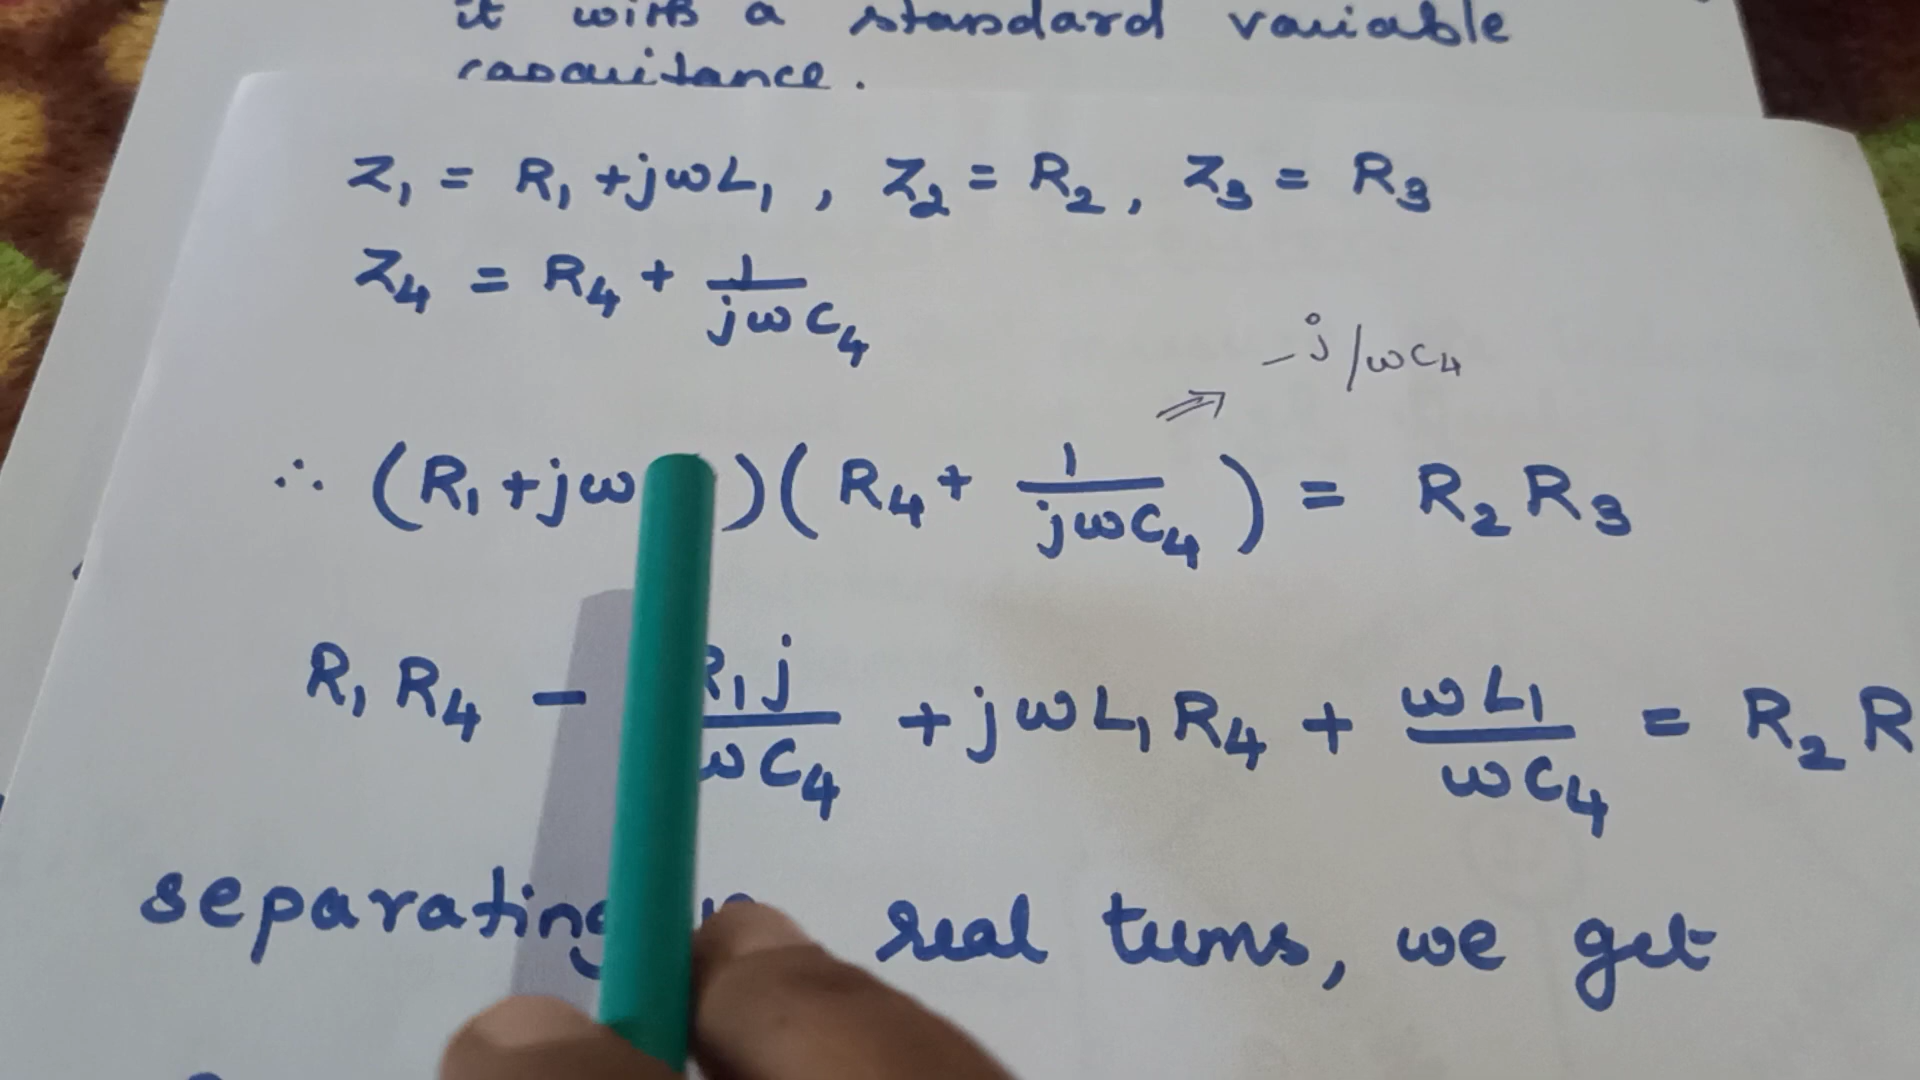 it with a standard variable
capacitance.
Z₁ = R₁ + jωL₁ , Z₂ = R₂ , Z₃ = R₃
Z₄ = R₄ + 1/jωC₄
-j/ωC₄
⇒
∴ (R₁ + jω )(R₄ + 1/jωC₄) = R₂R₃
R₁R₄ - R₁j/ωC₄ + jωL₁R₄ + ωL₁/ωC₄ = R₂R
separating real terms, we get